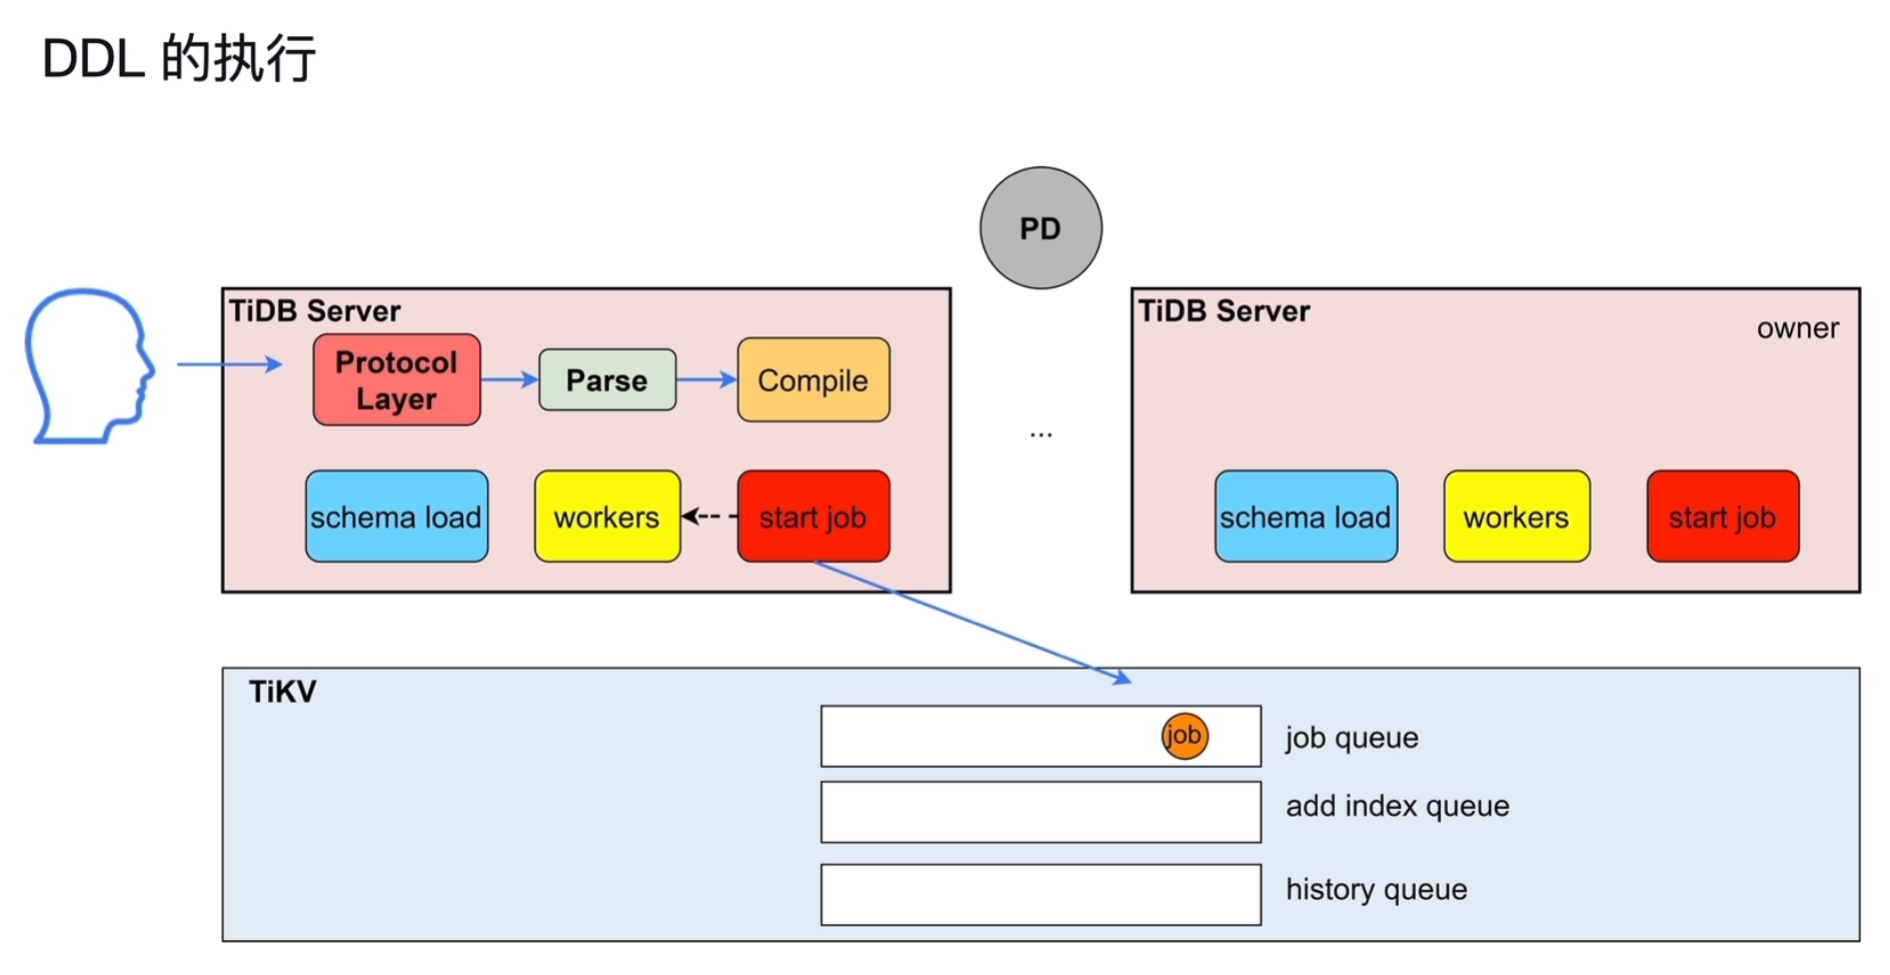 DDL 的执行
PD
TiDB Server
Protocol
Layer
Parse
Compile
schema load
workers
start job
...
TiDB Server
owner
schema load
workers
start job
TiKV
job
job queue
add index queue
history queue